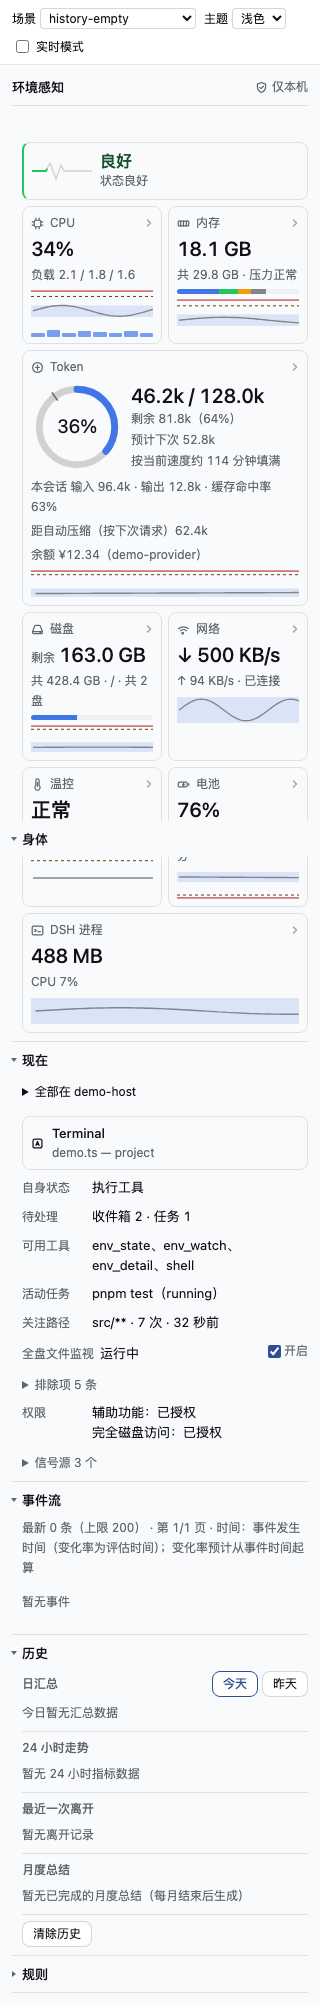 场景 history-empty 主题 浅色
实时模式
环境感知 仅本机
良好
状态良好
CPU
34%
负载 2.1 / 1.8 / 1.6
内存
18.1 GB
共 29.8 GB · 压力正常
Token
36%
46.2k / 128.0k
剩余 81.8k（64%）
预计下次 52.8k
按当前速度约 114 分钟填满
本会话 输入 96.4k · 输出 12.8k · 缓存命中率
63%
距自动压缩（按下次请求）62.4k
余额 ¥12.34（demo-provider）
磁盘
剩余 163.0 GB
共 428.4 GB · / · 共 2
盘
网络
↓ 500 KB/s
↑ 94 KB/s · 已连接
温控
正常
电池
76%
身体
DSH 进程
488 MB
CPU 7%
现在
全部在 demo-host
Terminal
demo.ts — project
自身状态 执行工具
待处理 收件箱 2 · 任务 1
可用工具 env_state、env_watch、
env_detail、shell
活动任务 pnpm test（running）
关注路径 src/** · 7 次 · 32 秒前
全盘文件监视 运行中 开启
排除项 5 条
权限 辅助功能：已授权
完全磁盘访问：已授权
信号源 3 个
事件流
最新 0 条（上限 200） · 第 1/1 页 · 时间：事件发生
时间（变化率为评估时间）；变化率预计从事件时间起
算
暂无事件
历史
日汇总 今天 昨天
今日暂无汇总数据
24 小时走势
暂无 24 小时指标数据
最近一次离开
暂无离开记录
月度总结
暂无已完成的月度总结（每月结束后生成）
清除历史
规则